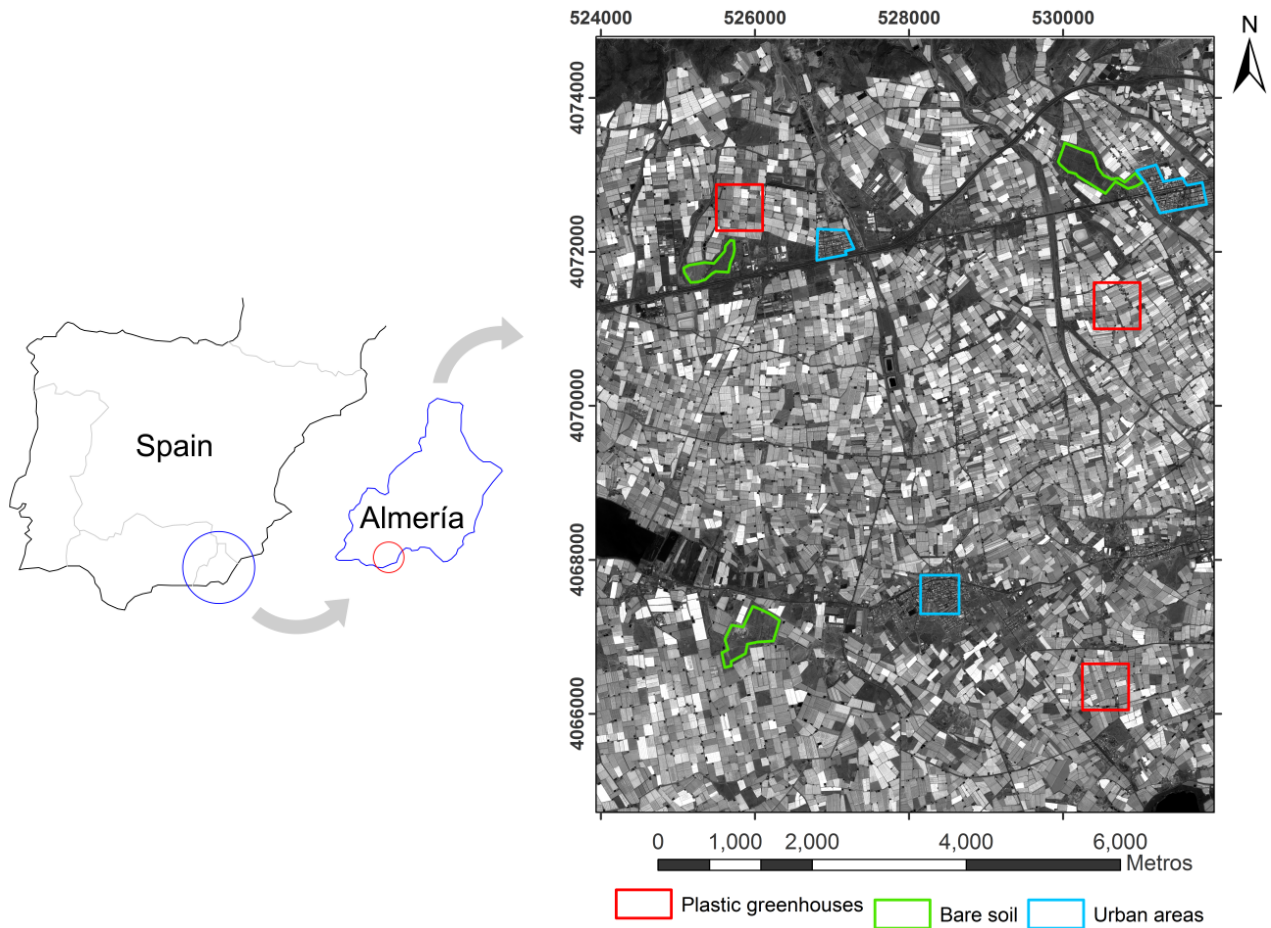 524000 526000 528000 530000
N
4074000
4072000
4070000
4068000
4066000
Spain
Almería
0 1,000 2,000 4,000 6,000
Metros
Plastic greenhouses Bare soil Urban areas